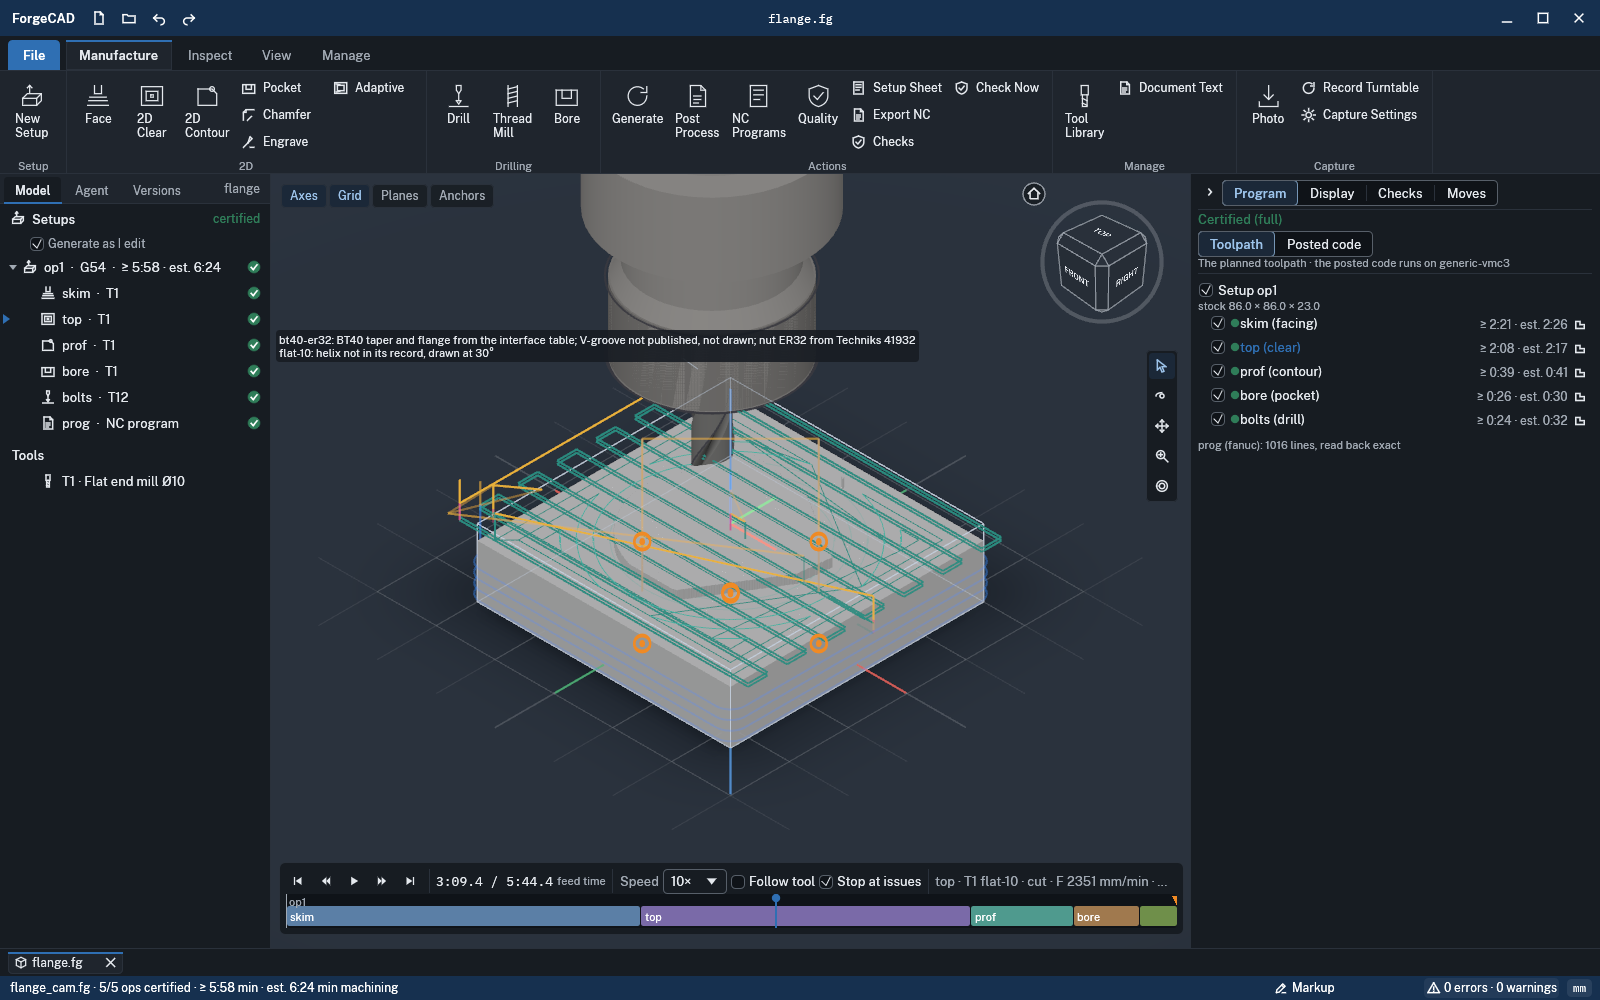 ForgeCAD
flange.fg
File
Manufacture
Inspect
View
Manage
New Setup
Setup
Face
2D Clear
2D Contour
Pocket
Chamfer
Engrave
Adaptive
2D
Drill
Thread Mill
Bore
Drilling
Generate
Post Process
NC Programs
Quality
Setup Sheet
Export NC
Checks
Check Now
Actions
Tool Library
Document Text
Manage
Photo
Record Turntable
Capture Settings
Capture
Model
Agent
Versions
flange
Setups
certified
Generate as I edit
op1 · G54 · ≥ 5:58 · est. 6:24
skim · T1
top · T1
prof · T1
bore · T1
bolts · T12
prog · NC program
Tools
T1 · Flat end mill Ø10
Axes
Grid
Planes
Anchors
TOP
FRONT
RIGHT
bt40-er32: BT40 taper and flange from the interface table; V-groove not published, not drawn; nut ER32 from Techniks 41932
flat-10: helix not in its record, drawn at 30°
3:09.4 / 5:44.4 feed time
Speed
10×
Follow tool
Stop at issues
top · T1 flat-10 · cut · F 2351 mm/min · ...
op1
skim
top
prof
bore
Program
Display
Checks
Moves
Certified (full)
Toolpath
Posted code
The planned toolpath · the posted code runs on generic-vmc3
Setup op1
stock 86.0 × 86.0 × 23.0
skim (facing) ≥ 2:21 · est. 2:26
top (clear) ≥ 2:08 · est. 2:17
prof (contour) ≥ 0:39 · est. 0:41
bore (pocket) ≥ 0:26 · est. 0:30
bolts (drill) ≥ 0:24 · est. 0:32
prog (fanuc): 1016 lines, read back exact
flange.fg
flange_cam.fg · 5/5 ops certified · ≥ 5:58 min · est. 6:24 min machining
Markup
0 errors · 0 warnings
mm